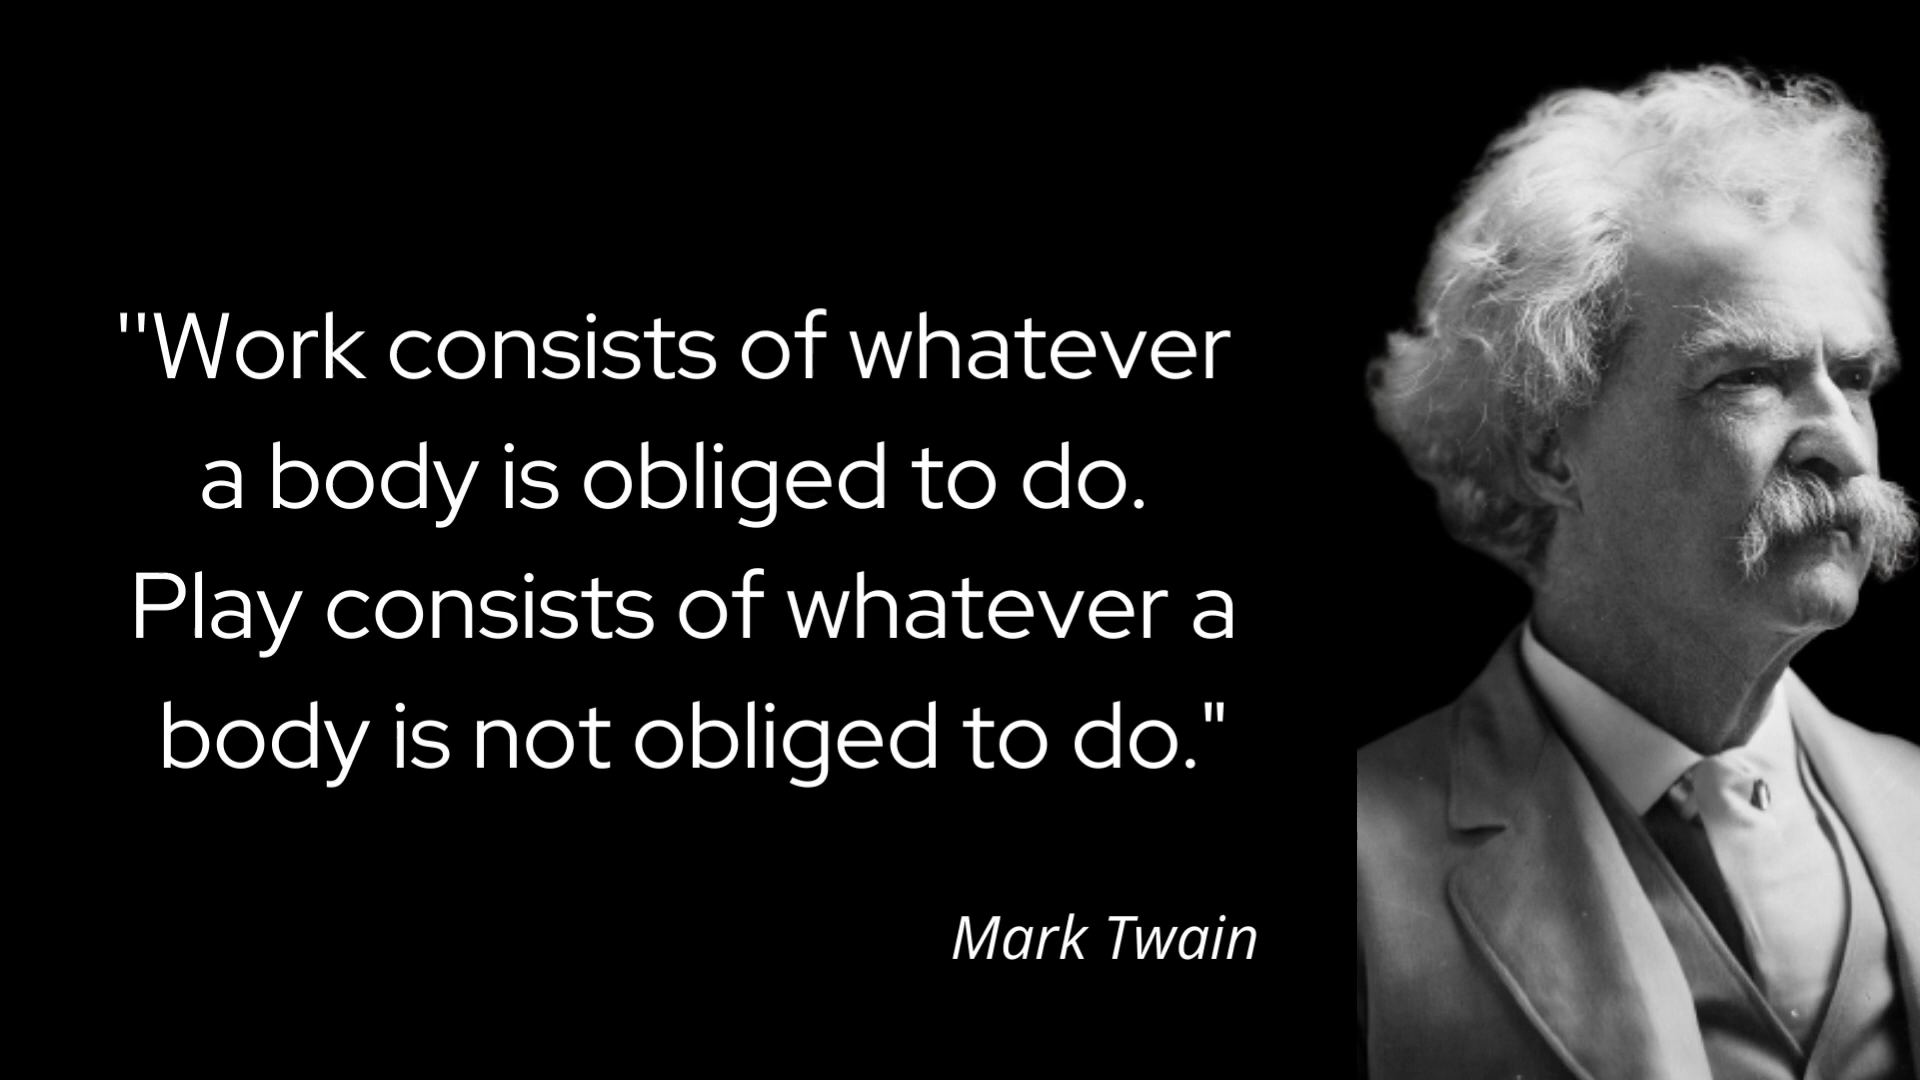 "Work consists of whatever
a body is obliged to do.
Play consists of whatever a
body is not obliged to do."
Mark Twain